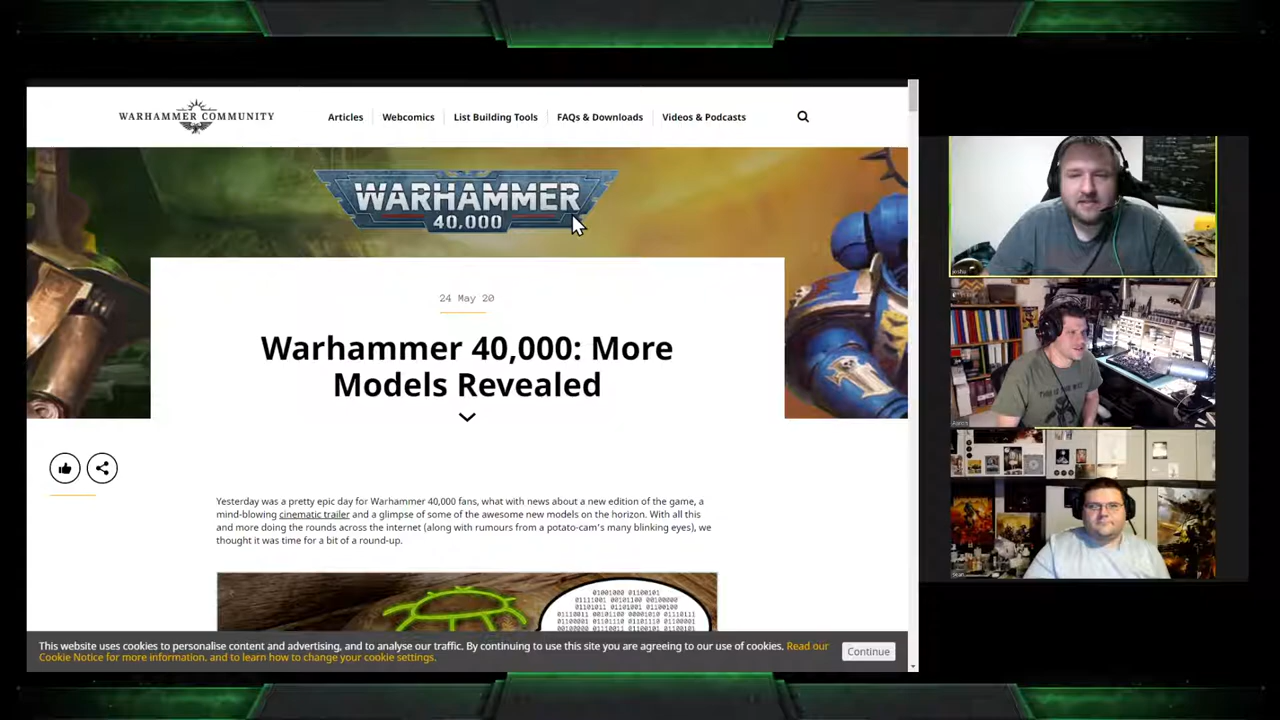 WARHAMMER COMMUNITY
Articles
Webcomics
List Building Tools
FAQs & Downloads
Videos & Podcasts
WARHAMMER
40,000
24 May 20
Warhammer 40,000: More
Models Revealed
Yesterday was a pretty epic day for Warhammer 40,000 fans, what with news about a new edition of the game, a
mind-blowing cinematic trailer and a glimpse of some of the awesome new models on the horizon. With all this
and more doing the rounds across the internet (along with rumours from a potato-cam's many blinking eyes), we
thought it was time for a bit of a round-up.
01001000 01100101
This website uses cookies to personalise content and advertising, and to analyse our traffic. By continuing to use this site you are agreeing to our use of cookies. Read our
Cookie Notice for more information, and to learn how to change your cookie settings.
Continue